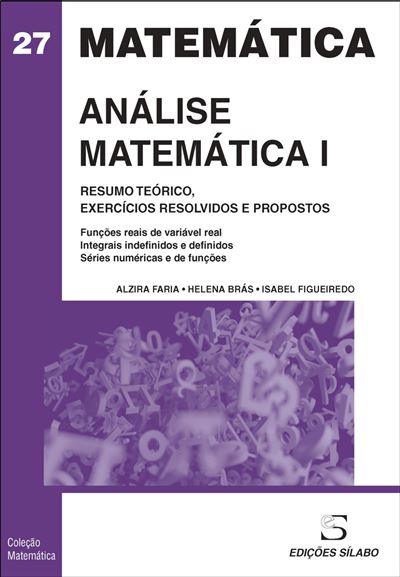 27
MATEMÁTICA
ANÁLISE
MATEMÁTICA I
RESUMO TEÓRICO,
EXERCÍCIOS RESOLVIDOS E PROPOSTOS
Funções reais de variável real
Integrais indefinidos e definidos
Séries numéricas e de funções
ALZIRA FARIA • HELENA BRÁS • ISABEL FIGUEIREDO
Coleção
Matemática
eS
EDIÇÕES SÍLABO